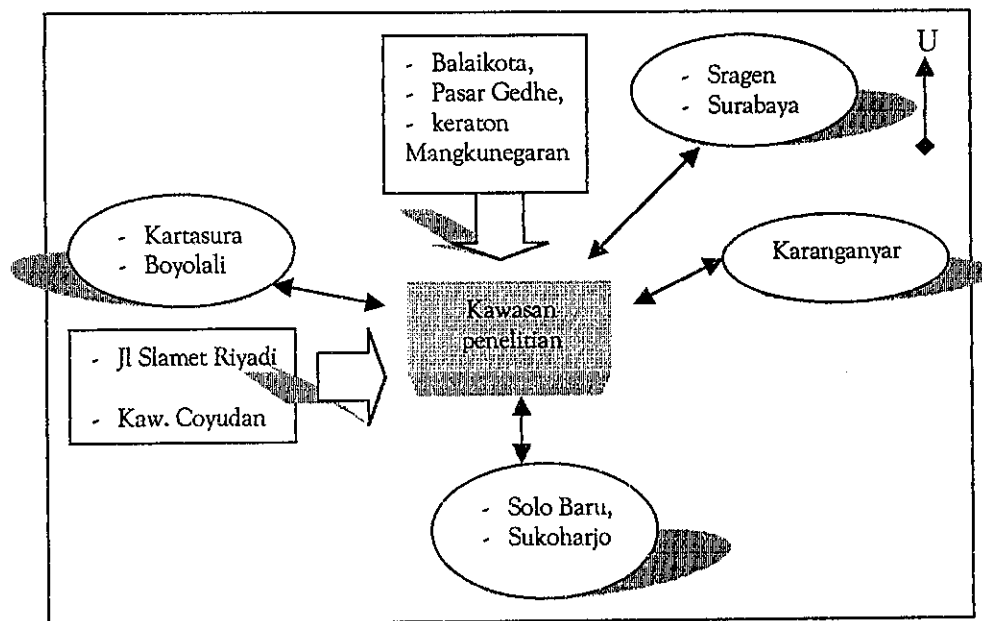 - Balaikota,
- Pasar Gedhe,
- keraton
Mangkunegaran
- Sragen
- Surabaya
U
- Kartasura
- Boyolali
Karanganyar
Kawasan
penelitian
- Jl Slamet Riyadi
- Kaw. Coyudan
- Solo Baru,
- Sukoharjo